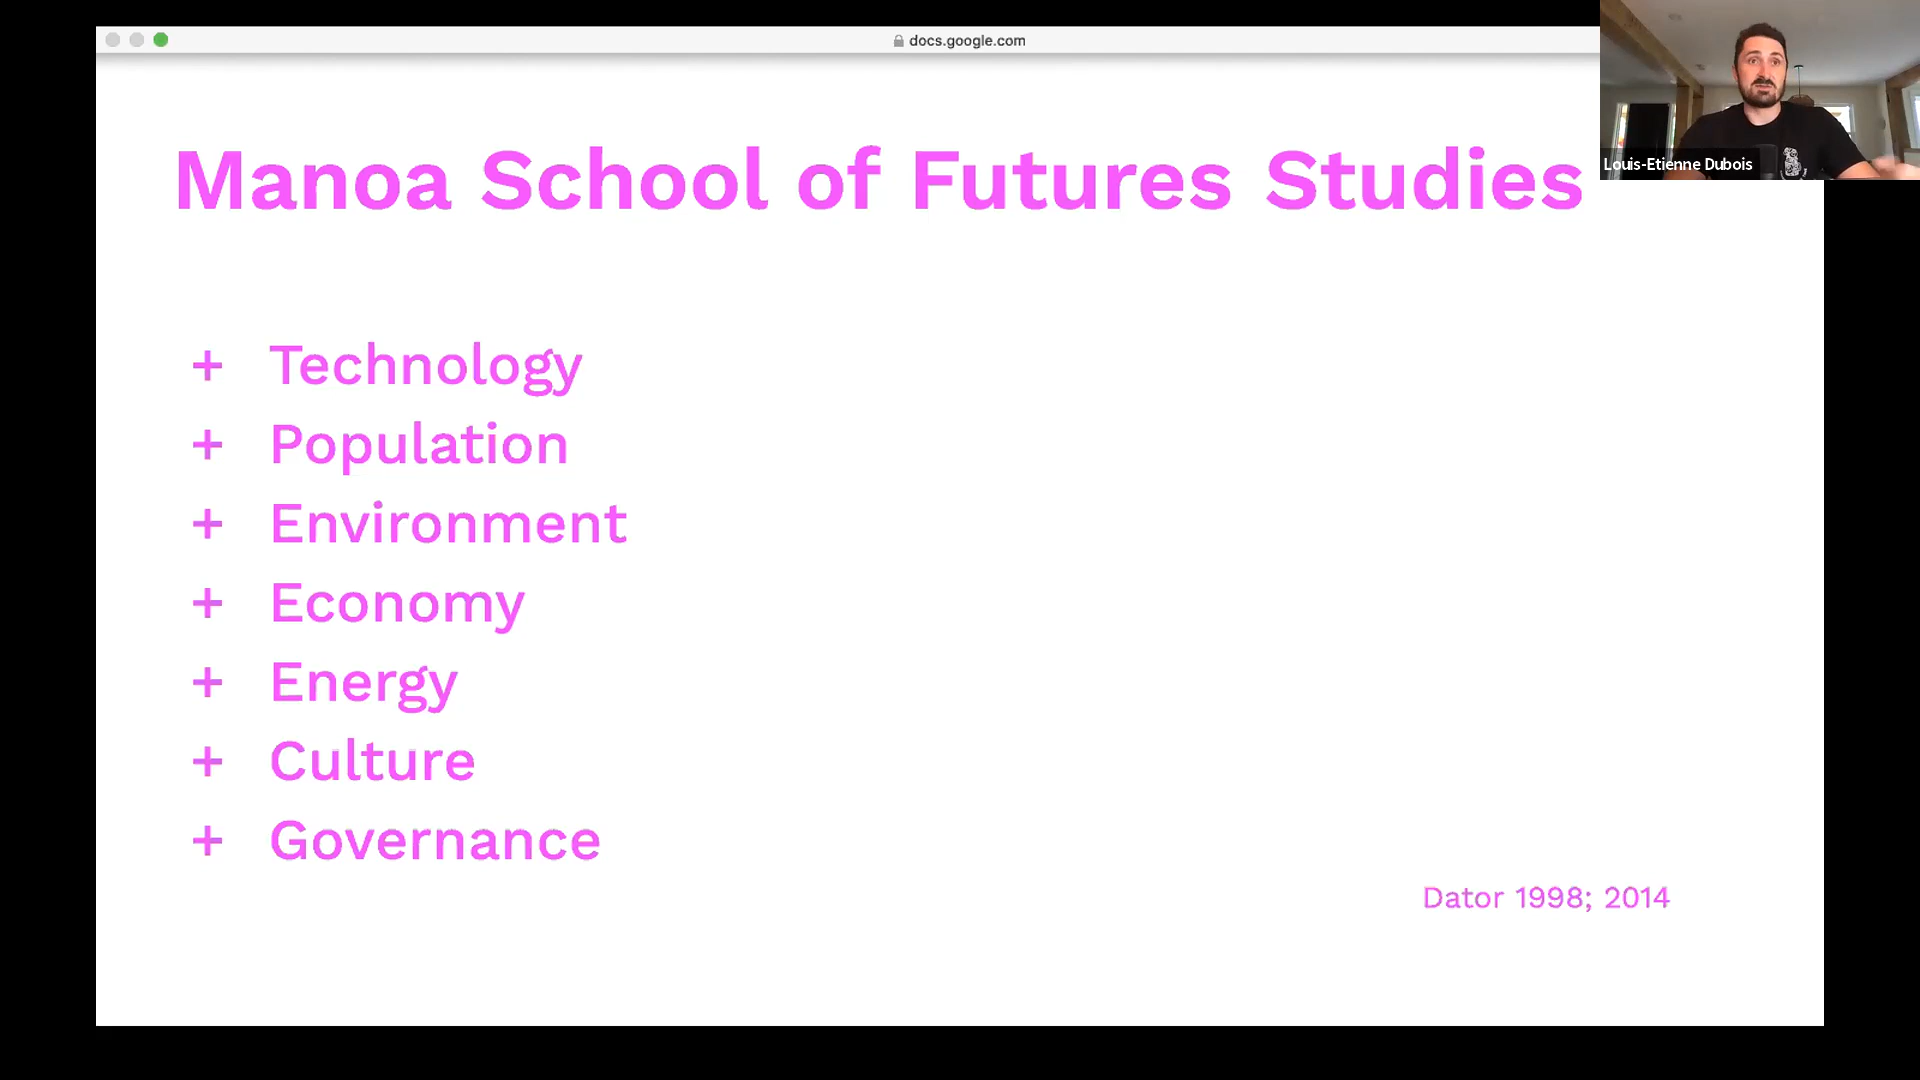 docs.google.com
Louis-Etienne Dubois
Manoa School of Futures Studies
+ Technology
+ Population
+ Environment
+ Economy
+ Energy
+ Culture
+ Governance
Dator 1998; 2014